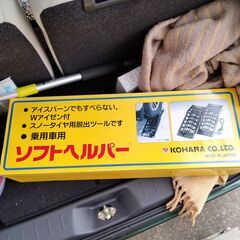 • アイスバーンでもすべらない、
Wアイゼン付
• スノータイヤ用脱出ツールです
• 乗用車用
ソフトヘルパー
KOHARA CO.LTD.
MADE IN JAPAN